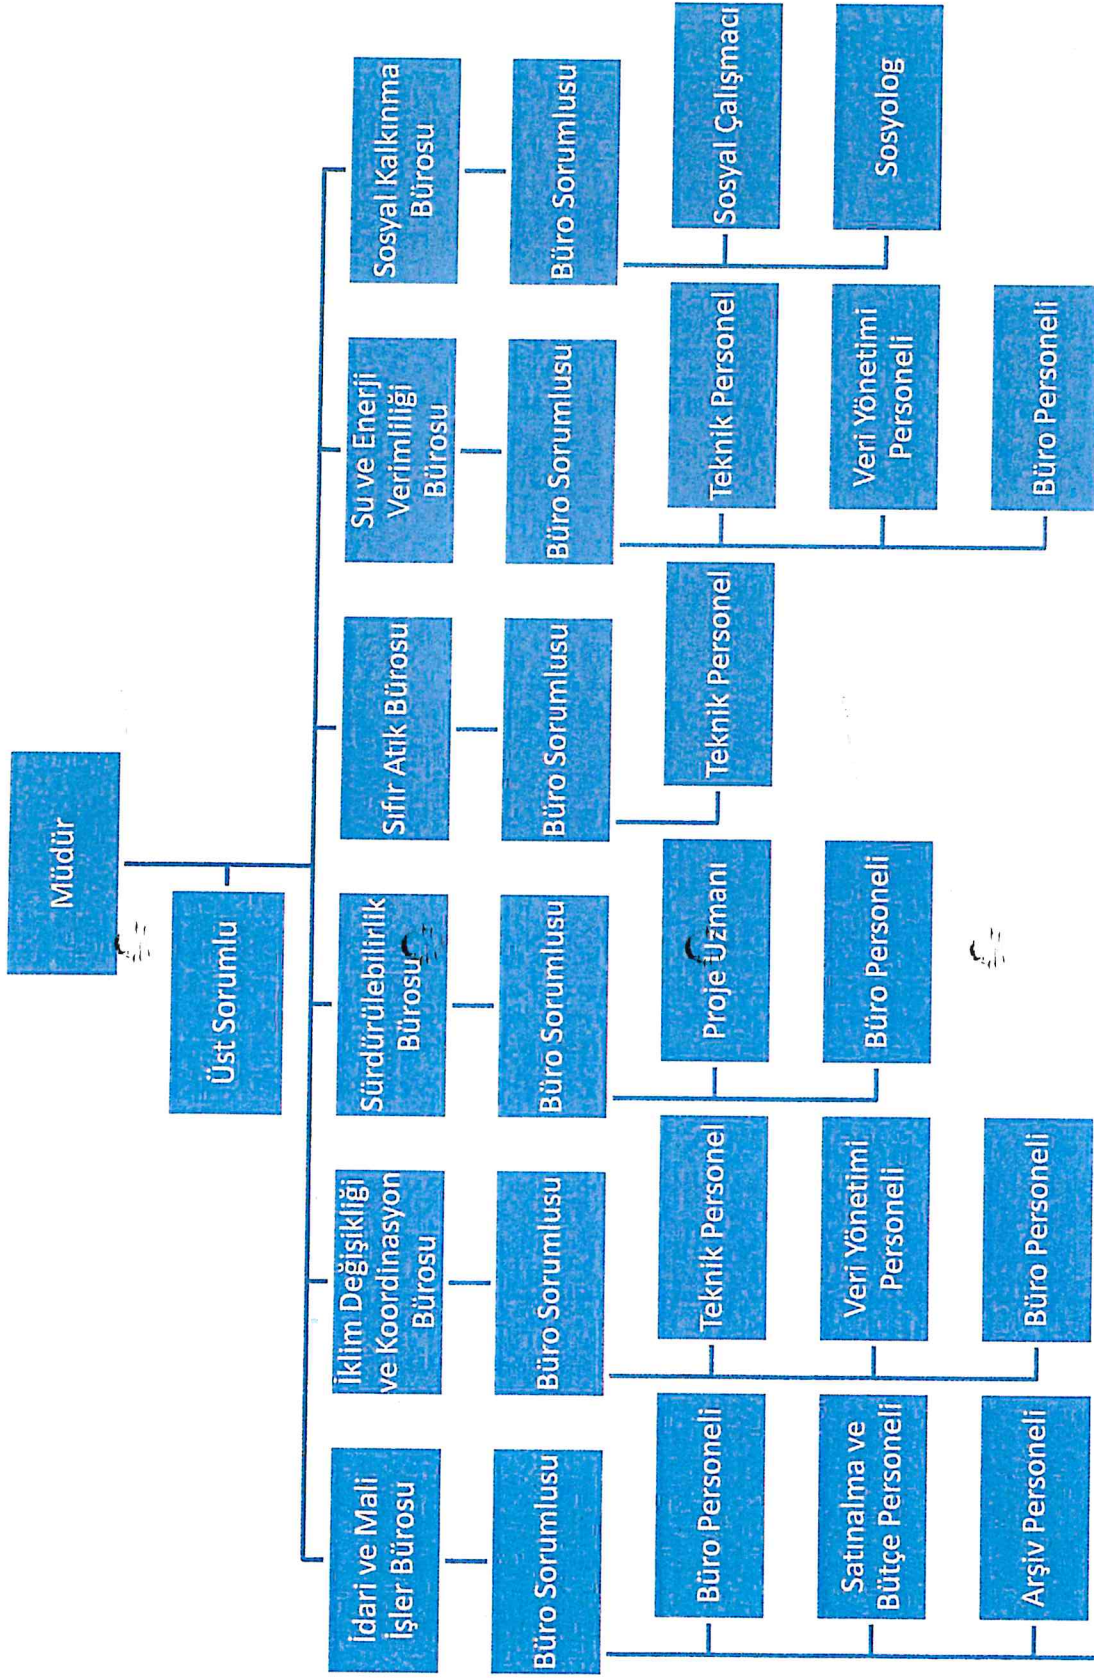 Müdür
Üst Sorumlu
İdari ve Mali
İşler Bürosu
İklim Değişikliği
ve Koordinasyon
Bürosu
Sürdürülebilirlik
Bürosu
Sıfır Atık Bürosu
Su ve Enerji
Verimliliği
Bürosu
Sosyal Kalkınma
Bürosu
Büro Sorumlusu
Büro Sorumlusu
Büro Sorumlusu
Büro Sorumlusu
Büro Sorumlusu
Büro Sorumlusu
Büro Personeli
Teknik Personel
Proje Uzmanı
Teknik Personel
Teknik Personel
Sosyal Çalışmacı
Satınalma ve
Bütçe Personeli
Veri Yönetimi
Personeli
Büro Personeli
Veri Yönetimi
Personeli
Sosyolog
Arşiv Personeli
Büro Personeli
Büro Personeli